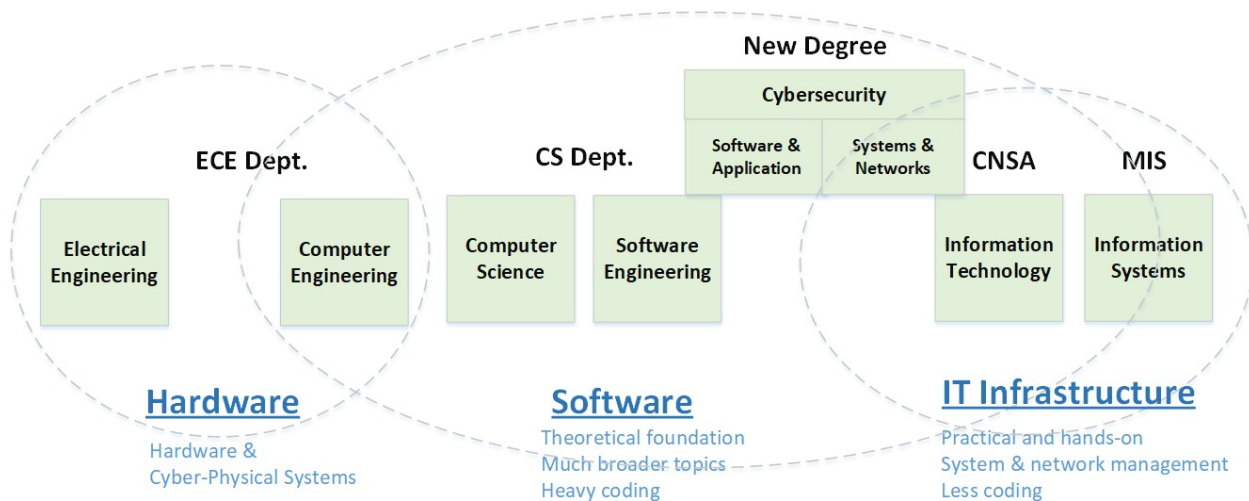 New Degree
Cybersecurity
Software &
Application
Systems &
Networks
ECE Dept.
CS Dept.
CNSA
MIS
Electrical
Engineering
Computer
Engineering
Computer
Science
Software
Engineering
Information
Technology
Information
Systems
Hardware
Hardware &
Cyber-Physical Systems
Software
Theoretical foundation
Much broader topics
Heavy coding
IT Infrastructure
Practical and hands-on
System & network management
Less coding